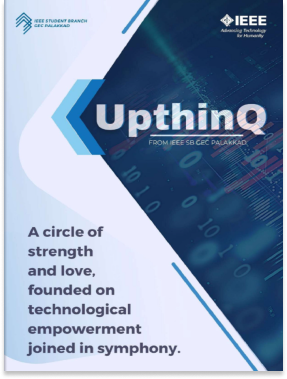 IEEE STUDENT BRANCH
GEC PALAKKAD
IEEE
Advancing Technology
for Humanity
UpthinQ
FROM IEEE SB GEC PALAKKAD
A circle of
strength
and love,
founded on
technological
empowerment
joined in symphony.